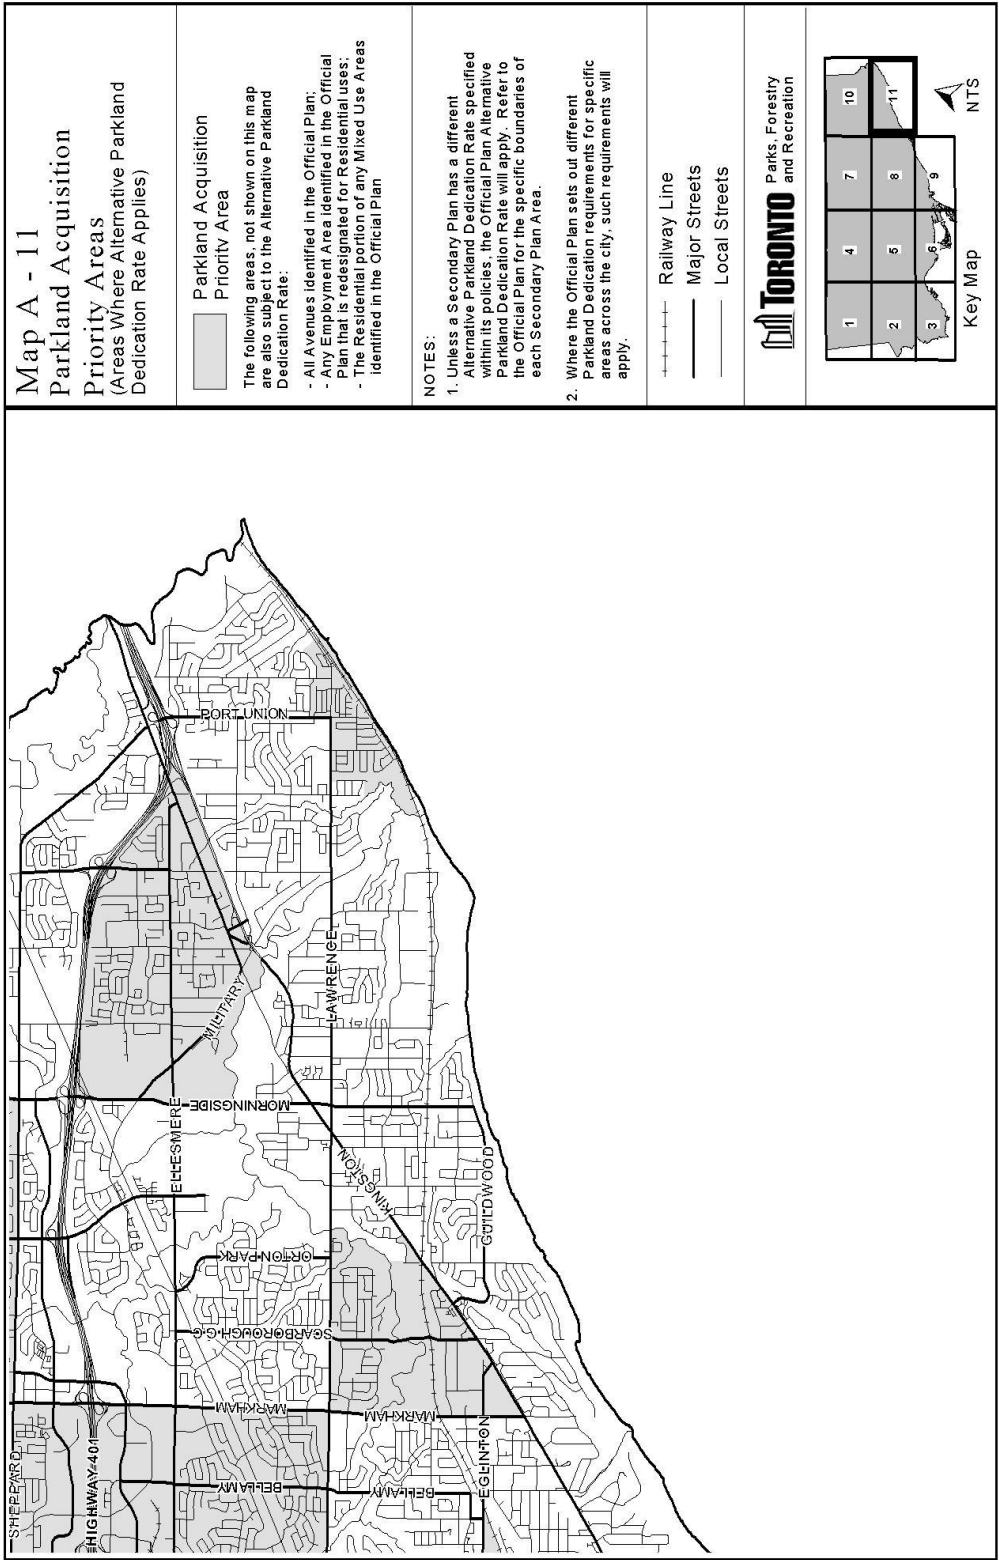 Map A - 11
Parkland Acquisition
Priority Areas
(Areas Where Alternative Parkland
Dedication Rate Applies)
Parkland Acquisition
Priority Area
The following areas, not shown on this map
are also subject to the Alternative Parkland
Dedication Rate:
- All Avenues identified in the Official Plan;
- Any Employment Area identified in the Official
Plan that is redesignated for Residential uses;
- The Residential portion of any Mixed Use Areas
identified in the Official Plan
NOTES:
1. Unless a Secondary Plan has a different
Alternative Parkland Dedication Rate specified
within its policies, the Official Plan Alternative
Parkland Dedication Rate will apply. Refer to
the Official Plan for the specific boundaries of
each Secondary Plan Area.
2. Where the Official Plan sets out different
Parkland Dedication requirements for specific
areas across the city, such requirements will
apply.
Railway Line
Major Streets
Local Streets
TORONTO Parks, Forestry
and Recreation
1
2
3
4
5
6
7
8
9
10
11
Key Map
NTS
SHEPPARD
HIGHWAY 401
ELLESMERE
MILITARY
PORT UNION
LAWRENCE
MORNINGSIDE
KINGSTON
ORTON PARK
GUILDWOOD
SCARBOROUGH G C
MARKHAM
MARKHAM
BELLAMY
BELLAMY
EGLINTON